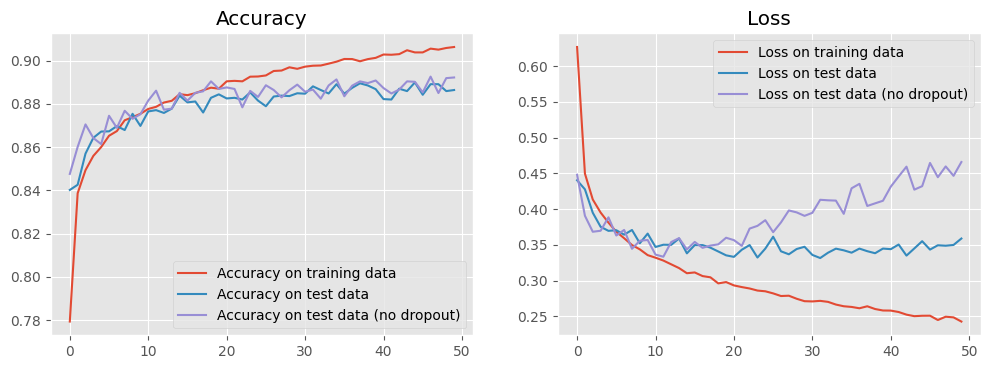 Accuracy
0.90
0.88
0.86
0.84
0.82
0.80
0.78
Accuracy on training data
Accuracy on test data
Accuracy on test data (no dropout)
0 10 20 30 40 50
Loss
0.60
0.55
0.50
0.45
0.40
0.35
0.30
0.25
Loss on training data
Loss on test data
Loss on test data (no dropout)
0 10 20 30 40 50